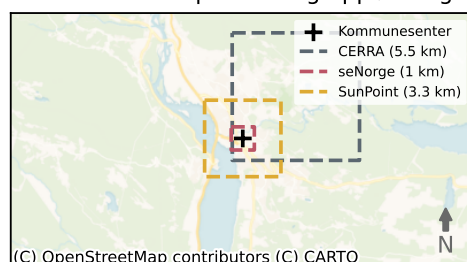 Kommunesenter
CERRA (5.5 km)
seNorge (1 km)
SunPoint (3.3 km)
N
(C) OpenStreetMap contributors (C) CARTO